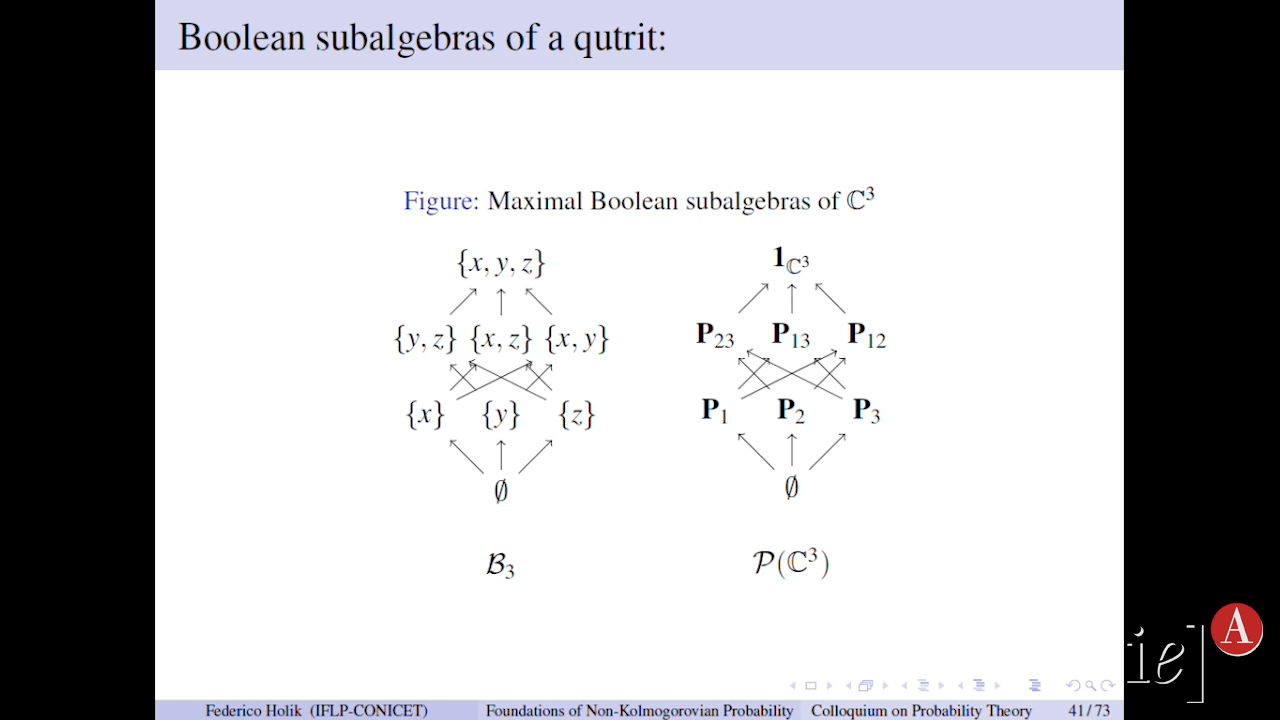 Boolean subalgebras of a qutrit:
Figure: Maximal Boolean subalgebras of ℂ³
{x, y, z} 𝟏_ℂ³
{y, z} {x, z} {x, y} P₂₃ P₁₃ P₁₂
{x} {y} {z} P₁ P₂ P₃
∅ ∅
ℬ₃ 𝒫(ℂ³)
ie] A
Federico Holik (IFLP-CONICET) Foundations of Non-Kolmogorovian Probability Colloquium on Probability Theory 41 / 73